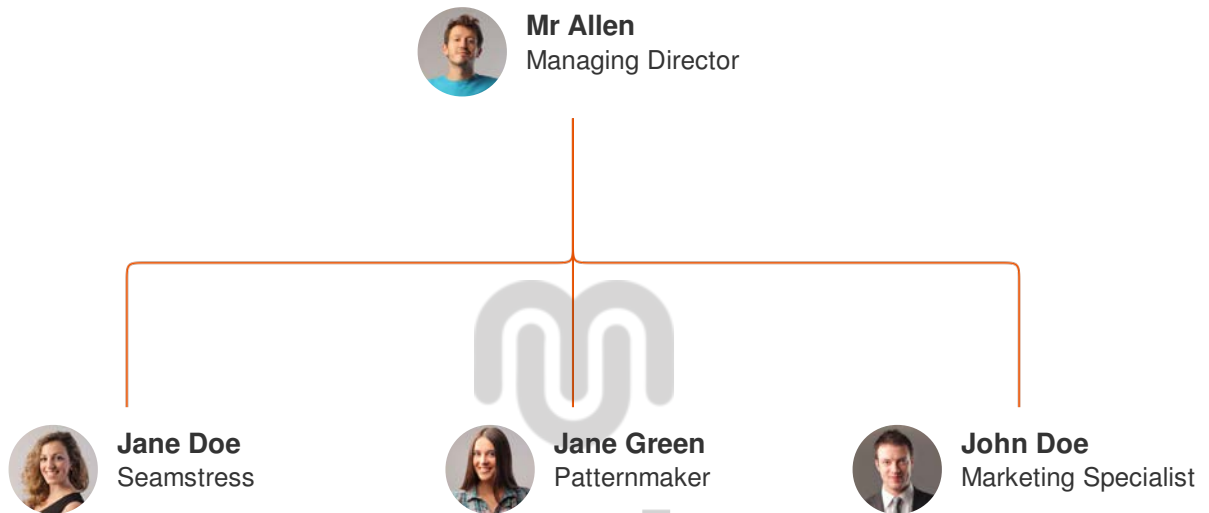 Mr Allen
Managing Director
Jane Doe
Seamstress
Jane Green
Patternmaker
John Doe
Marketing Specialist